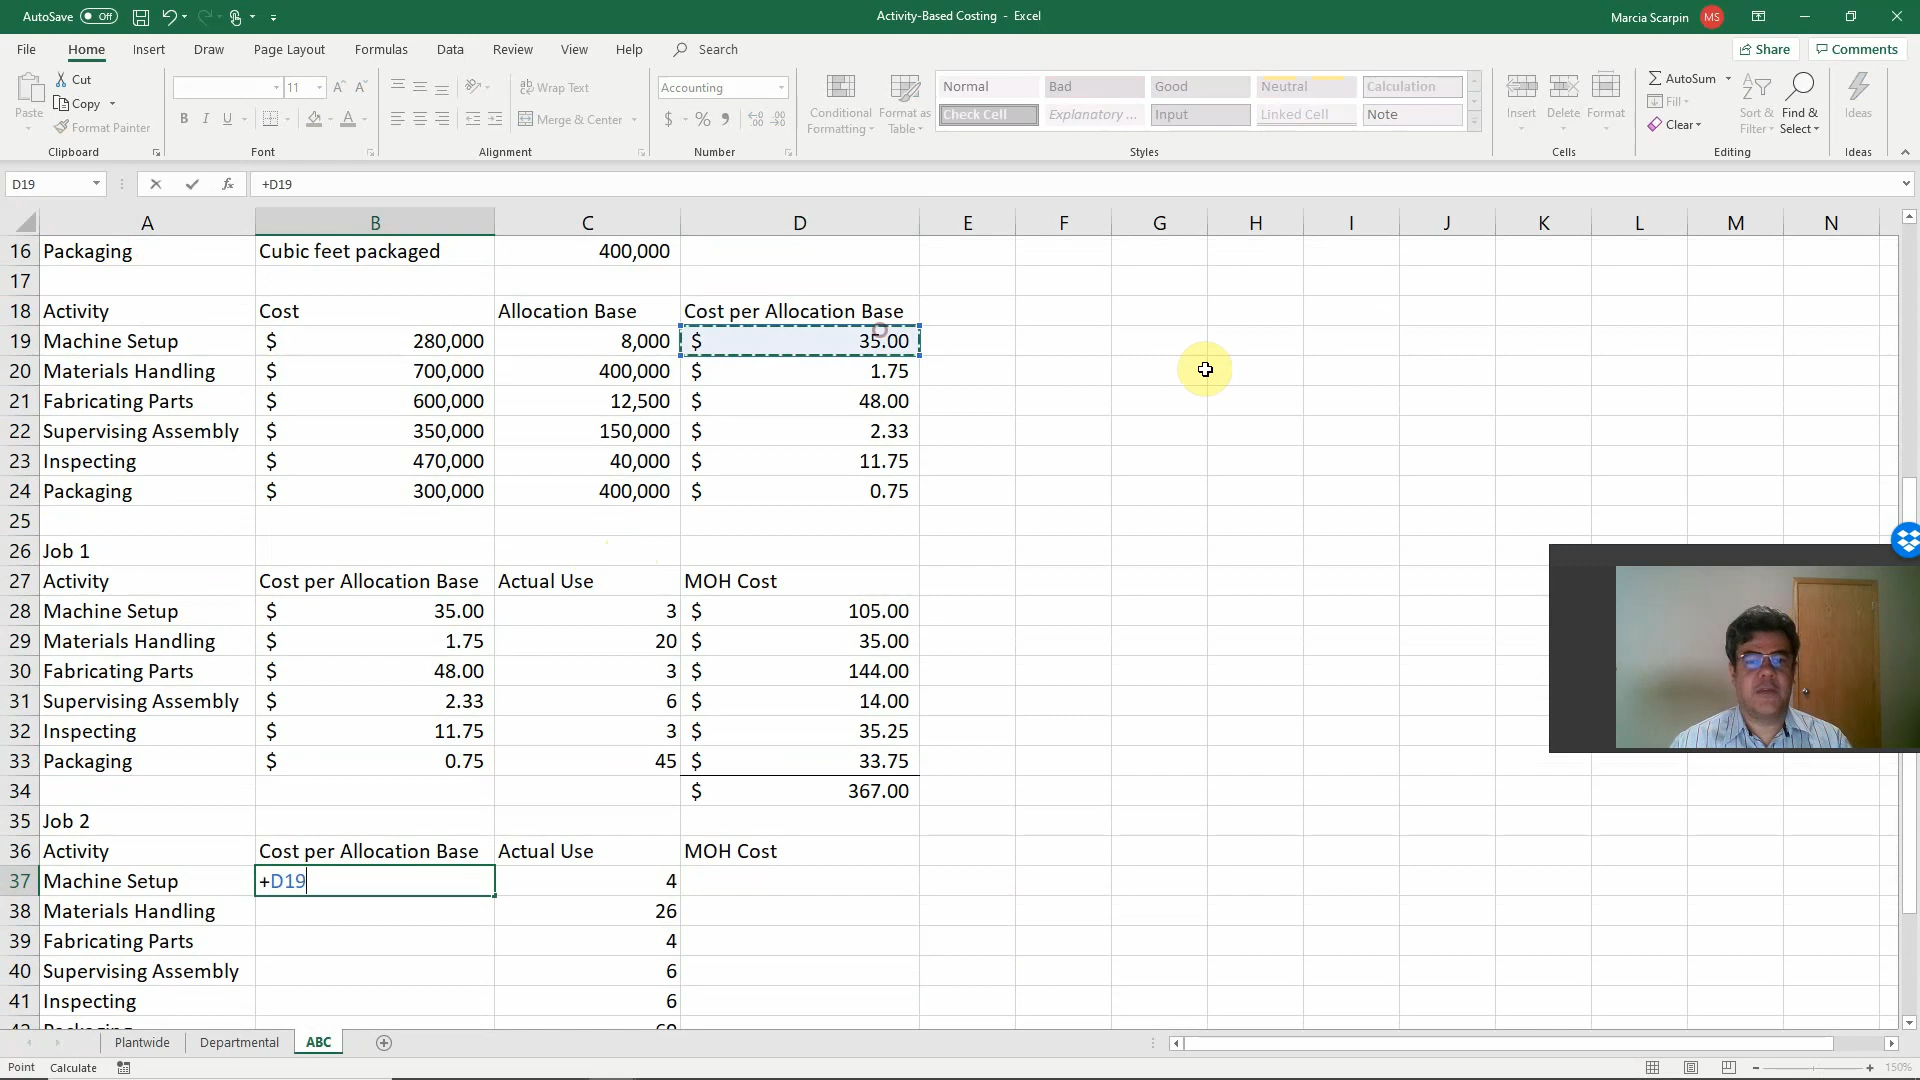 AutoSave Off Activity-Based Costing - Excel Marcia Scarpin MS
File Home Insert Draw Page Layout Formulas Data Review View Help Search Share Comments
Cut
Copy
Format Painter
Paste
Clipboard
11
B I U
Font
Wrap Text
Merge & Center
Alignment
Accounting
$ % ,
Number
Conditional Formatting
Format as Table
Normal Bad Good Neutral Calculation
Check Cell Explanatory ... Input Linked Cell Note
Styles
Insert Delete Format
Cells
AutoSum
Fill
Clear
Sort & Filter
Find & Select
Editing
Ideas
Ideas
D19 fx +D19
A B C D E F G H I J K L M N
16 Packaging Cubic feet packaged 400,000
17
18 Activity Cost Allocation Base Cost per Allocation Base
19 Machine Setup $ 280,000 8,000 $ 35.00
20 Materials Handling $ 700,000 400,000 $ 1.75
21 Fabricating Parts $ 600,000 12,500 $ 48.00
22 Supervising Assembly $ 350,000 150,000 $ 2.33
23 Inspecting $ 470,000 40,000 $ 11.75
24 Packaging $ 300,000 400,000 $ 0.75
25
26 Job 1
27 Activity Cost per Allocation Base Actual Use MOH Cost
28 Machine Setup $ 35.00 3 $ 105.00
29 Materials Handling $ 1.75 20 $ 35.00
30 Fabricating Parts $ 48.00 3 $ 144.00
31 Supervising Assembly $ 2.33 6 $ 14.00
32 Inspecting $ 11.75 3 $ 35.25
33 Packaging $ 0.75 45 $ 33.75
34 $ 367.00
35 Job 2
36 Activity Cost per Allocation Base Actual Use MOH Cost
37 Machine Setup +D19 4
38 Materials Handling 26
39 Fabricating Parts 4
40 Supervising Assembly 6
41 Inspecting 6
Plantwide Departmental ABC
Point Calculate 150%